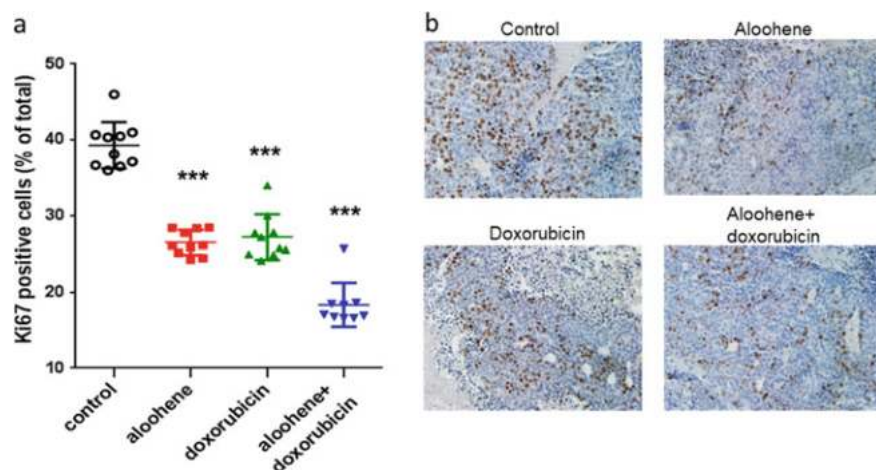 a
Ki67 positive cells (% of total)
50
40
30
20
10
***
***
***
control
aloohene
doxorubicin
aloohene+
doxorubicin
b
Control
Aloohene
Doxorubicin
Aloohene+
doxorubicin